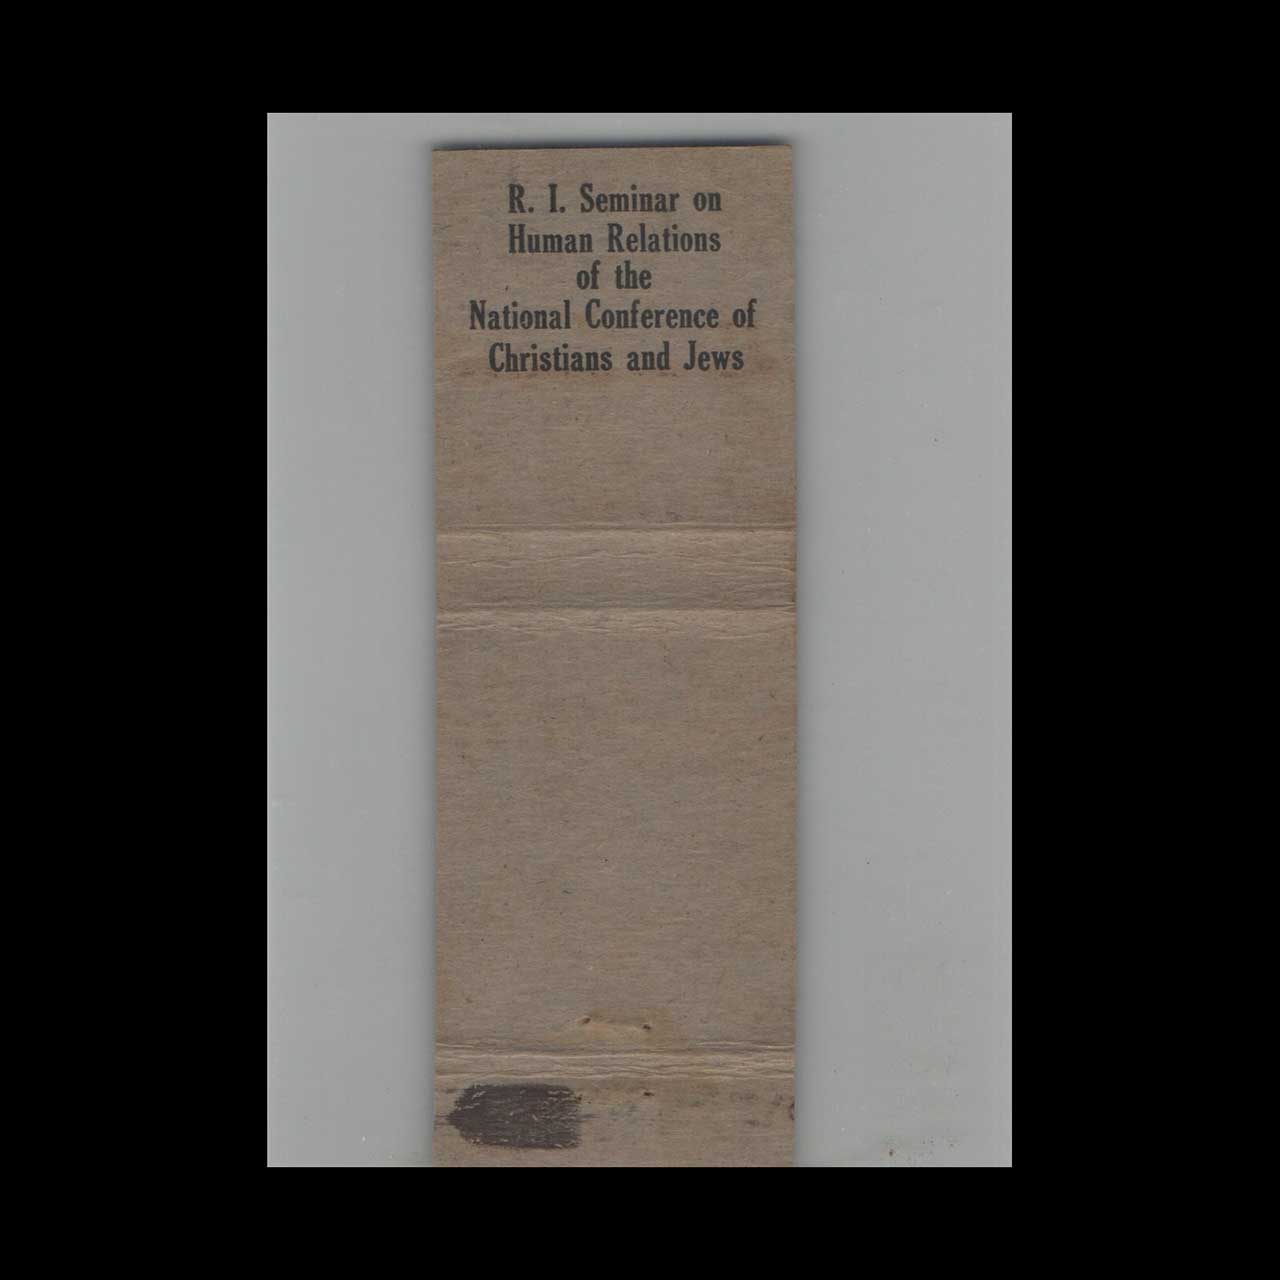 R. I. Seminar on
Human Relations
of the
National Conference of
Christians and Jews